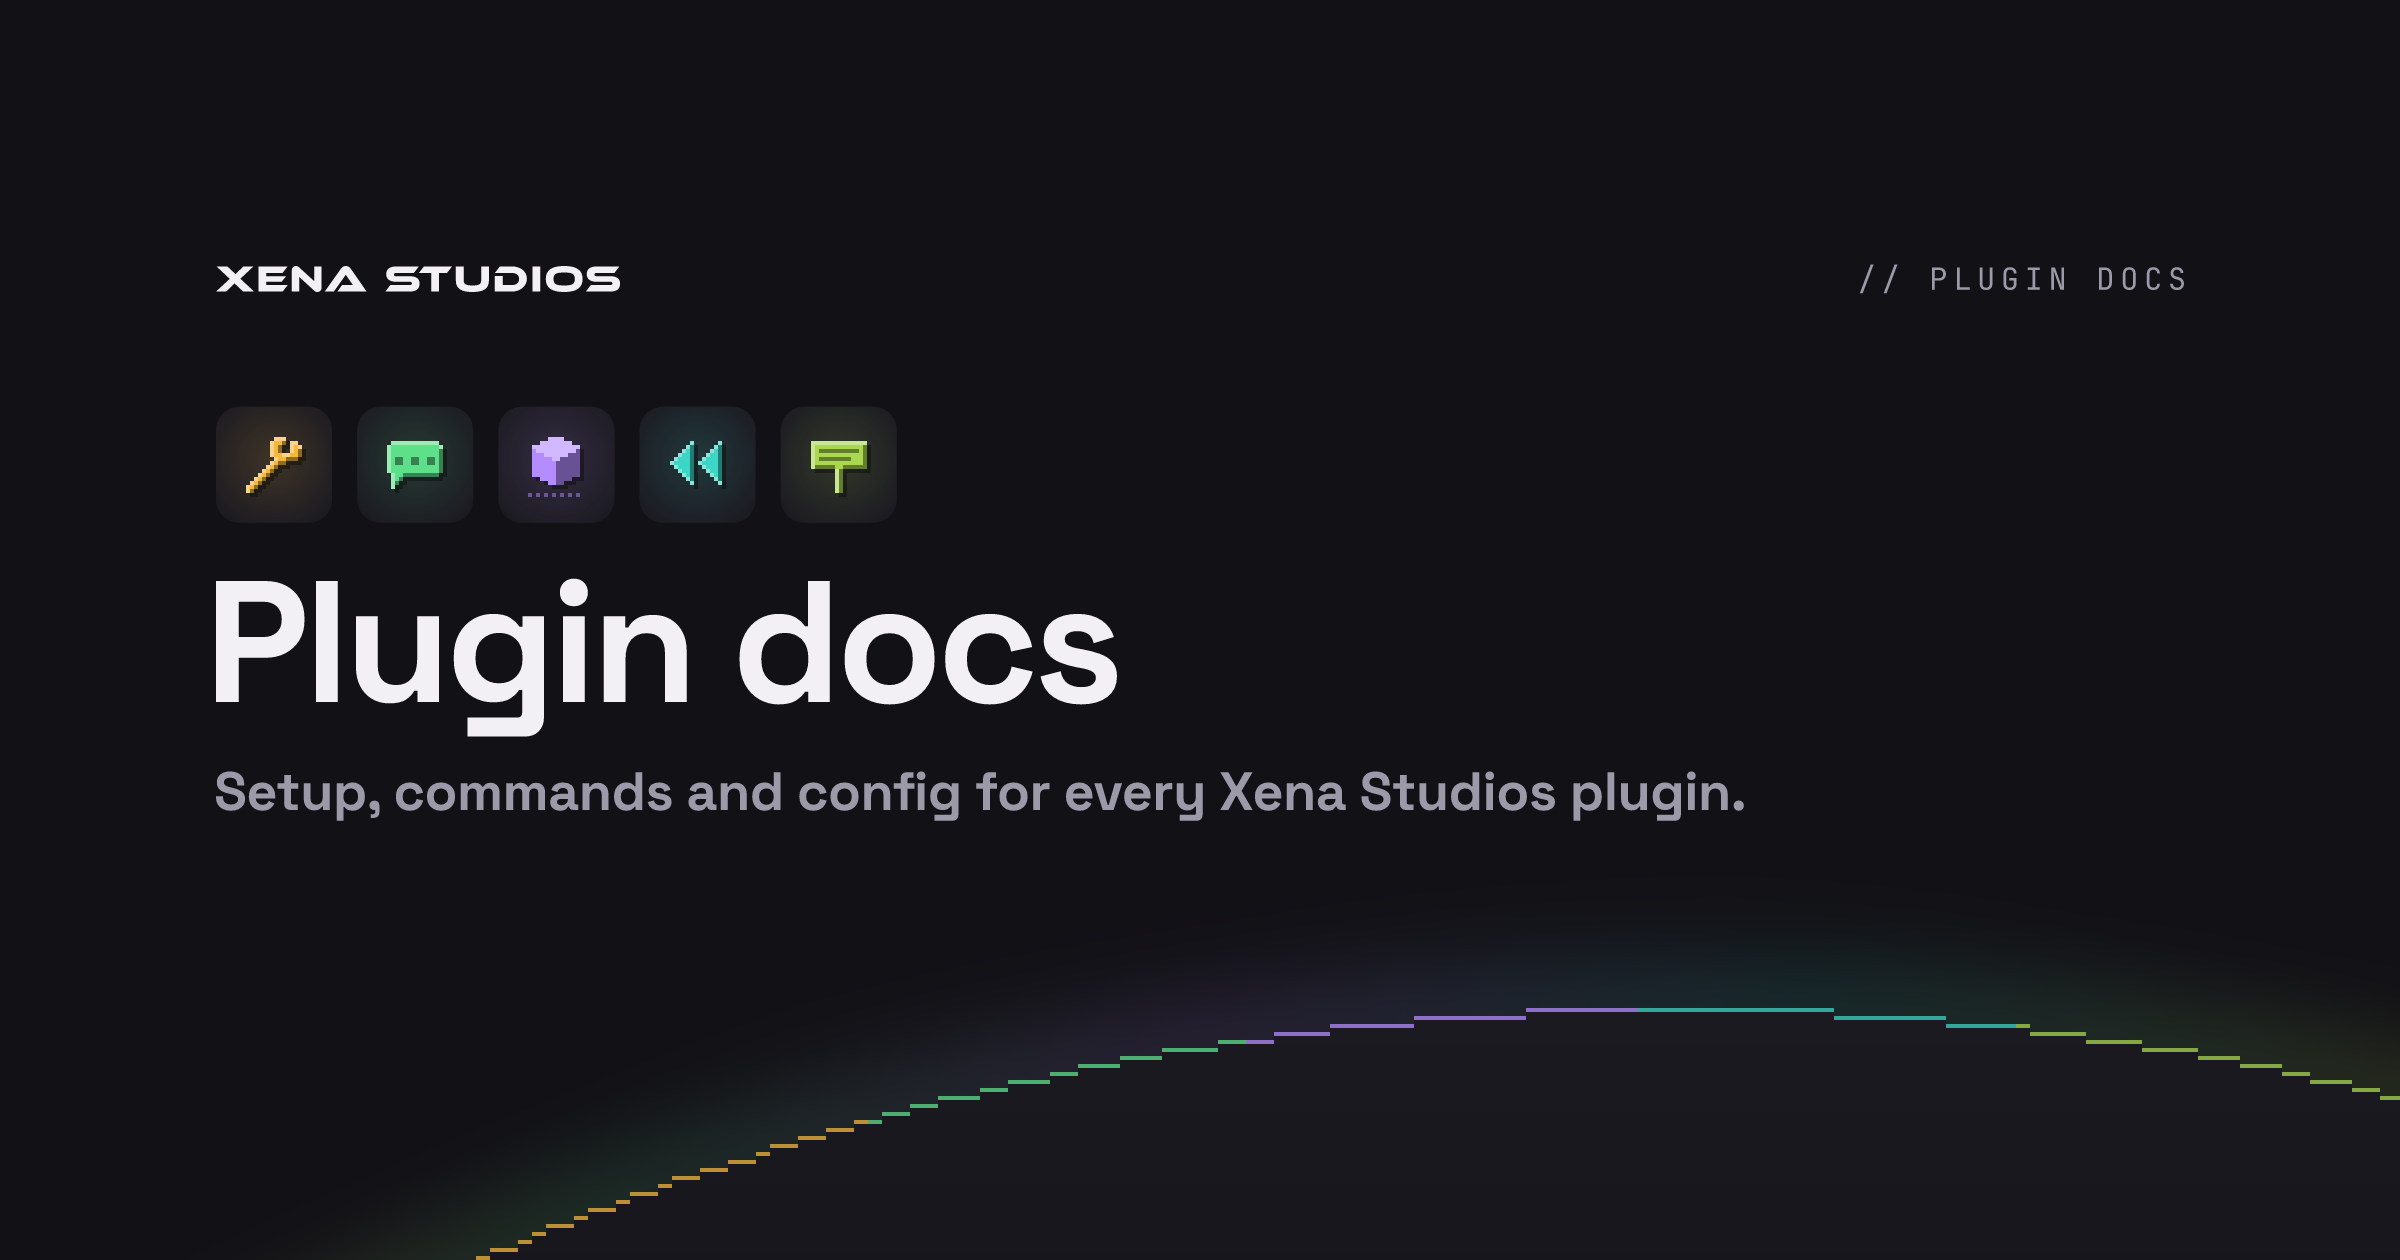 XENA STUDIOS
// PLUGIN DOCS
Plugin docs
Setup, commands and config for every Xena Studios plugin.